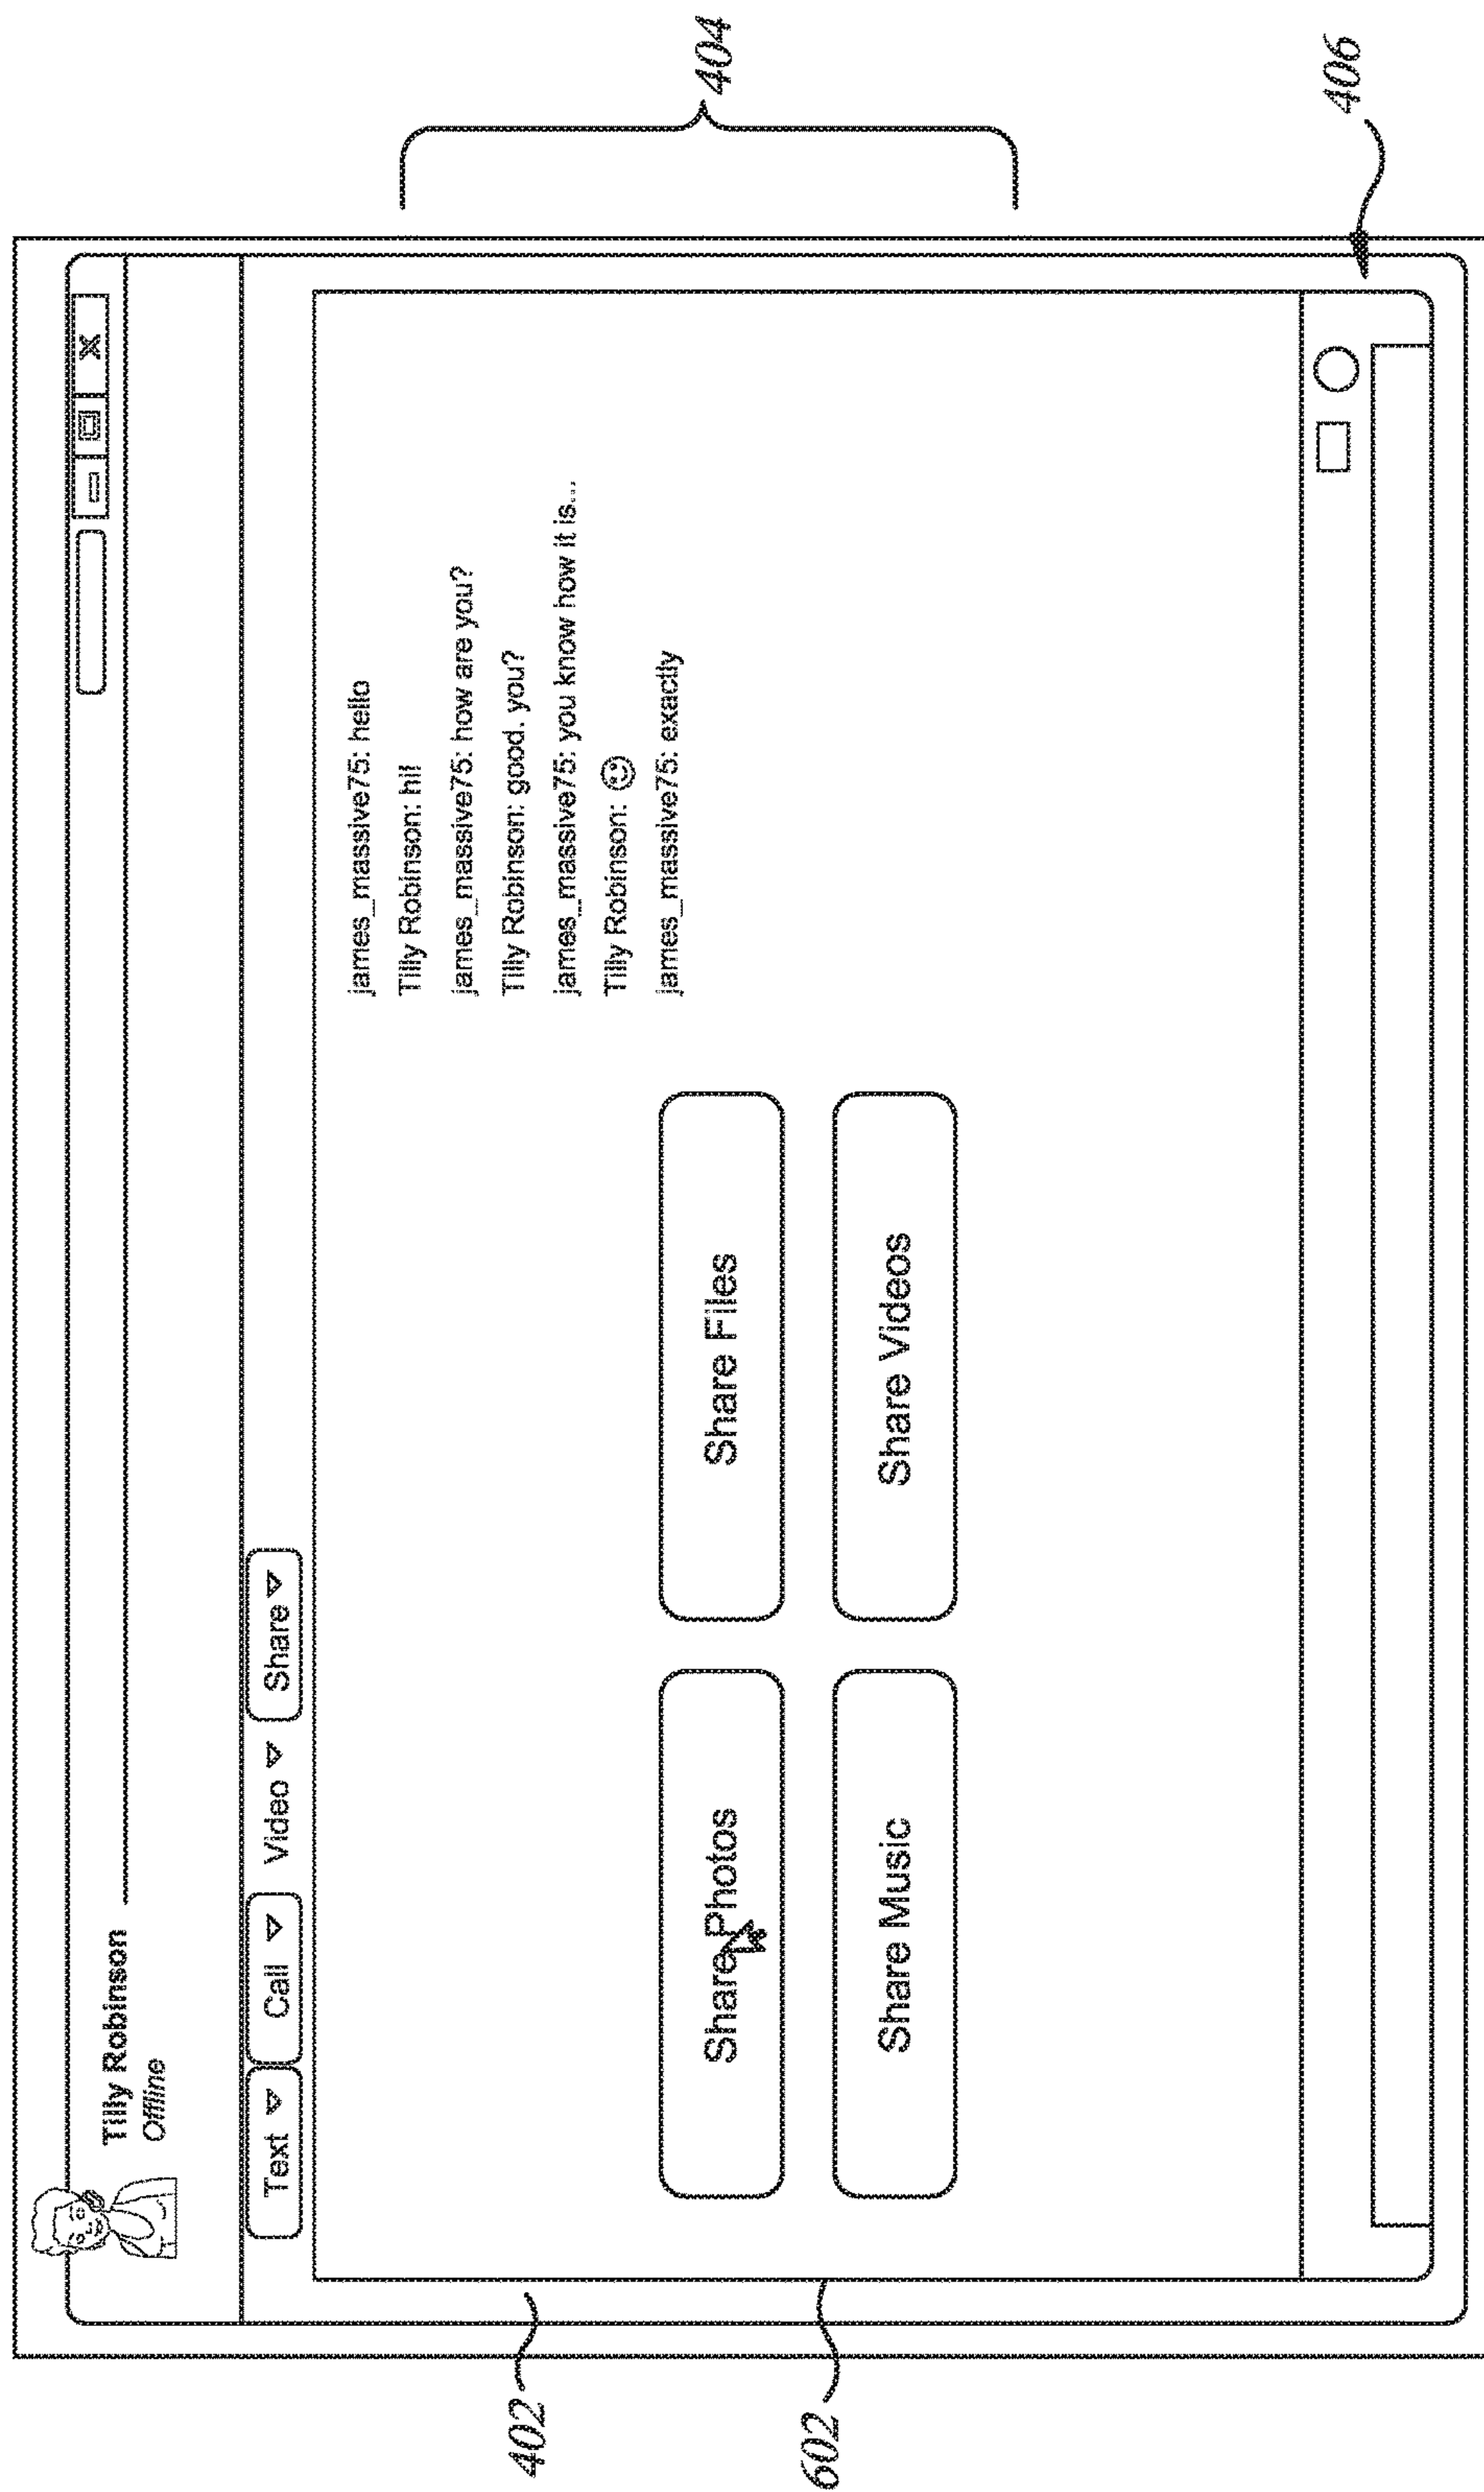 Tilly Robinson
Offline
X
Text
Call
Video
Share
james_massive75: hello
Tilly Robinson: hi!
james_massive75: how are you?
Tilly Robinson: good. you?
james_massive75: you know how it is...
Tilly Robinson: ☺
james_massive75: exactly
Share Photos
Share Files
Share Music
Share Videos
402
602
404
406